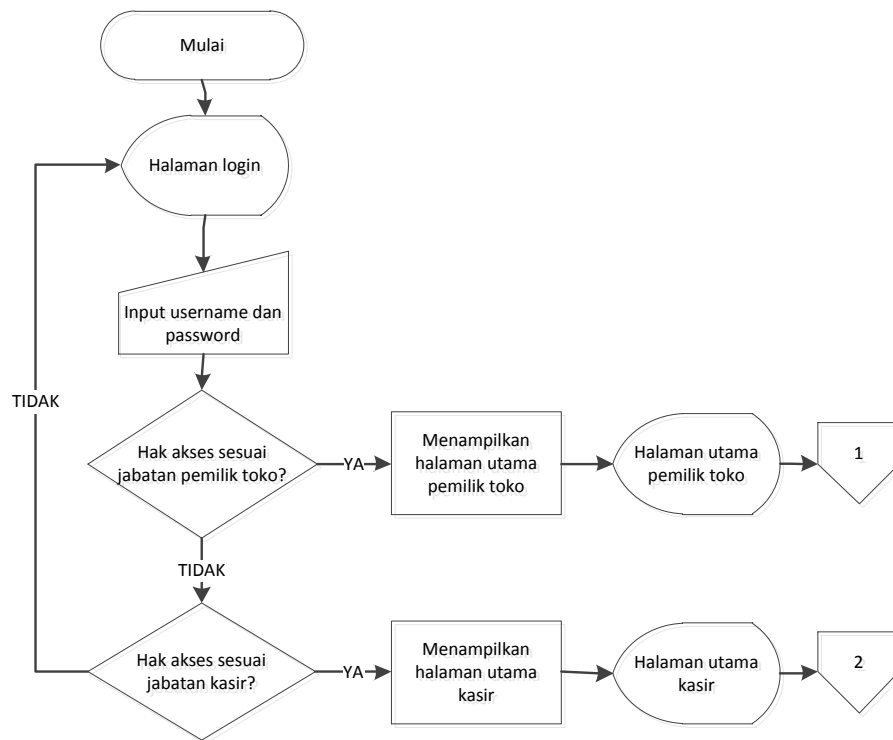 Mulai
Halaman login
Input username dan
password
TIDAK
Hak akses sesuai
jabatan pemilik toko?
YA
Menampilkan
halaman utama
pemilik toko
Halaman utama
pemilik toko
1
TIDAK
Hak akses sesuai
jabatan kasir?
YA
Menampilkan
halaman utama
kasir
Halaman utama
kasir
2